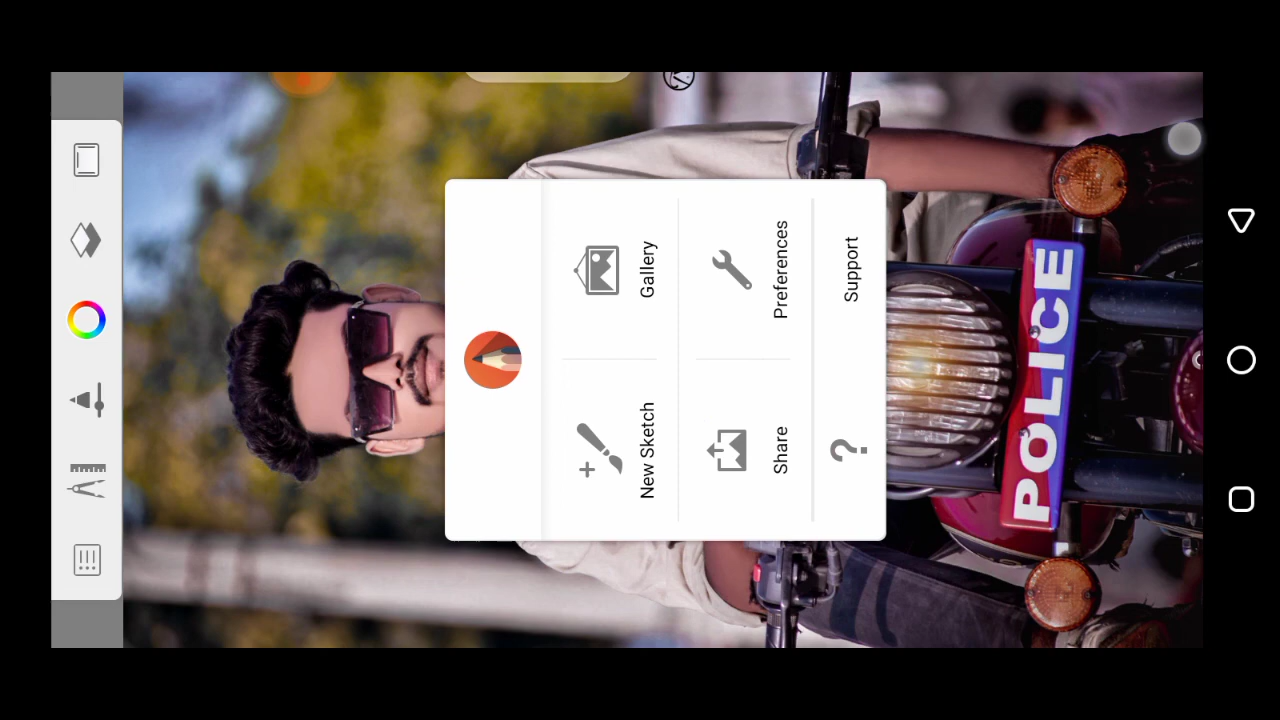 New Sketch
Gallery
Share
Preferences
?
Support
POLICE